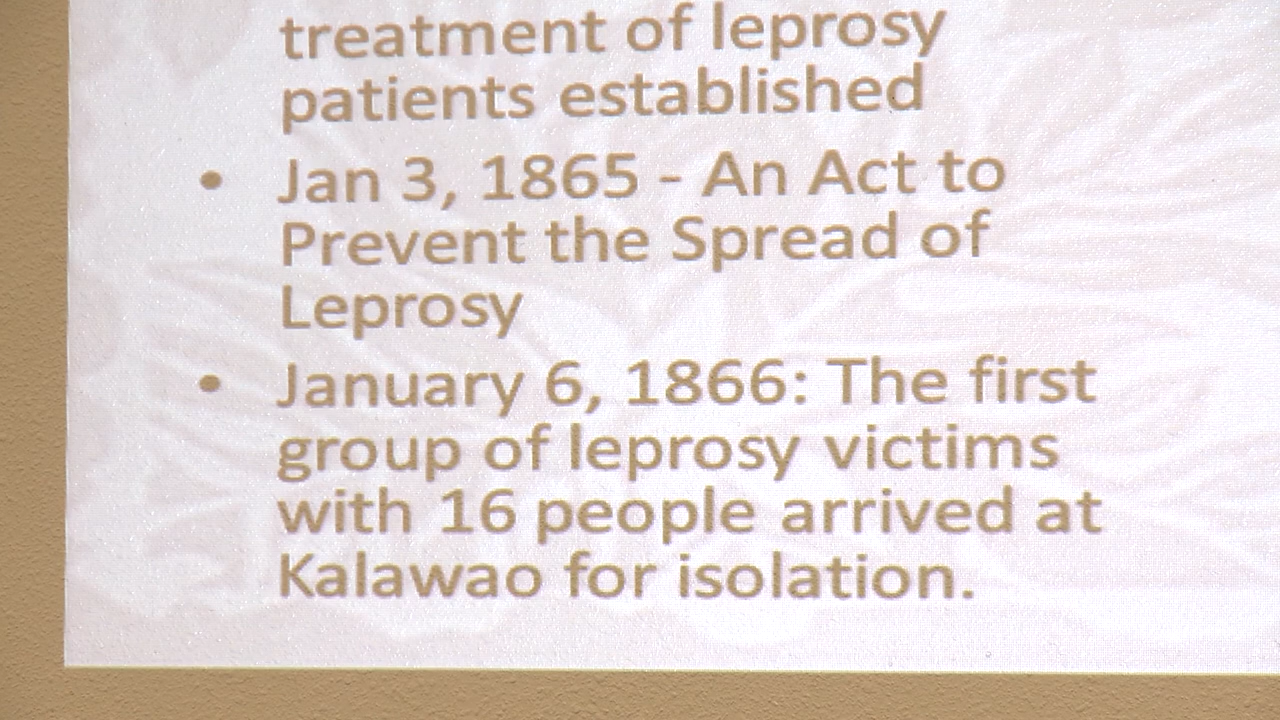 treatment of leprosy
patients established
• Jan 3, 1865 - An Act to
Prevent the Spread of
Leprosy
• January 6, 1866: The first
group of leprosy victims
with 16 people arrived at
Kalawao for isolation.